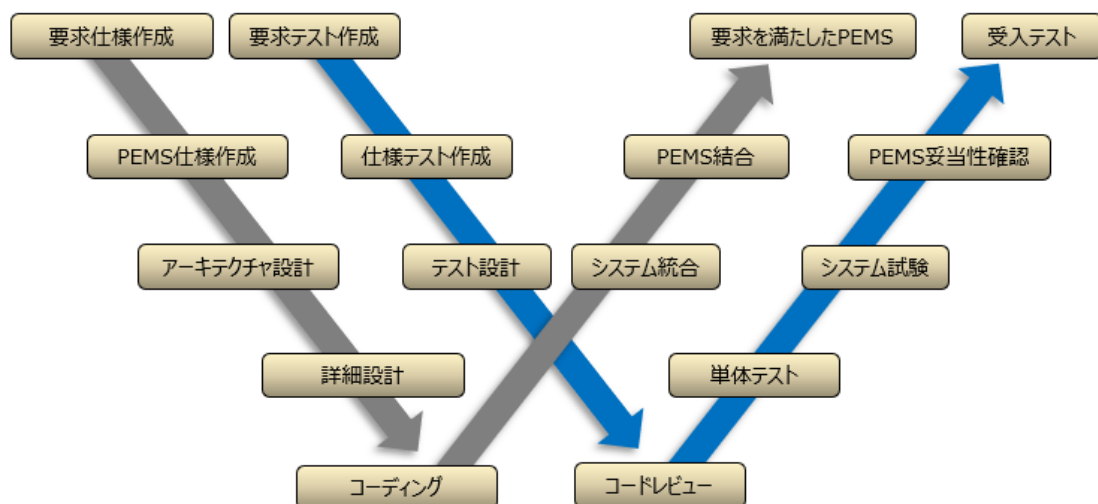 要求仕様作成
要求テスト作成
要求を満たしたPEMS
受入テスト
PEMS仕様作成
仕様テスト作成
PEMS結合
PEMS妥当性確認
アーキテクチャ設計
テスト設計
システム統合
システム試験
詳細設計
単体テスト
コーディング
コードレビュー